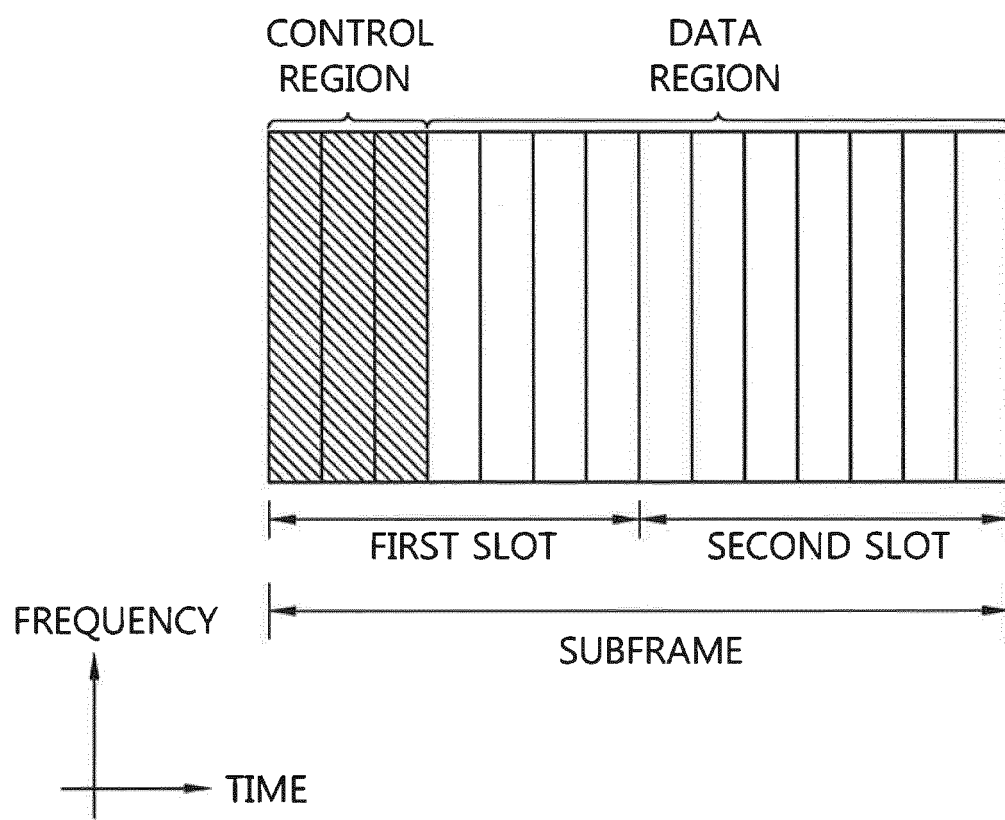 CONTROL
REGION
DATA
REGION
FIRST SLOT
SECOND SLOT
SUBFRAME
FREQUENCY
TIME